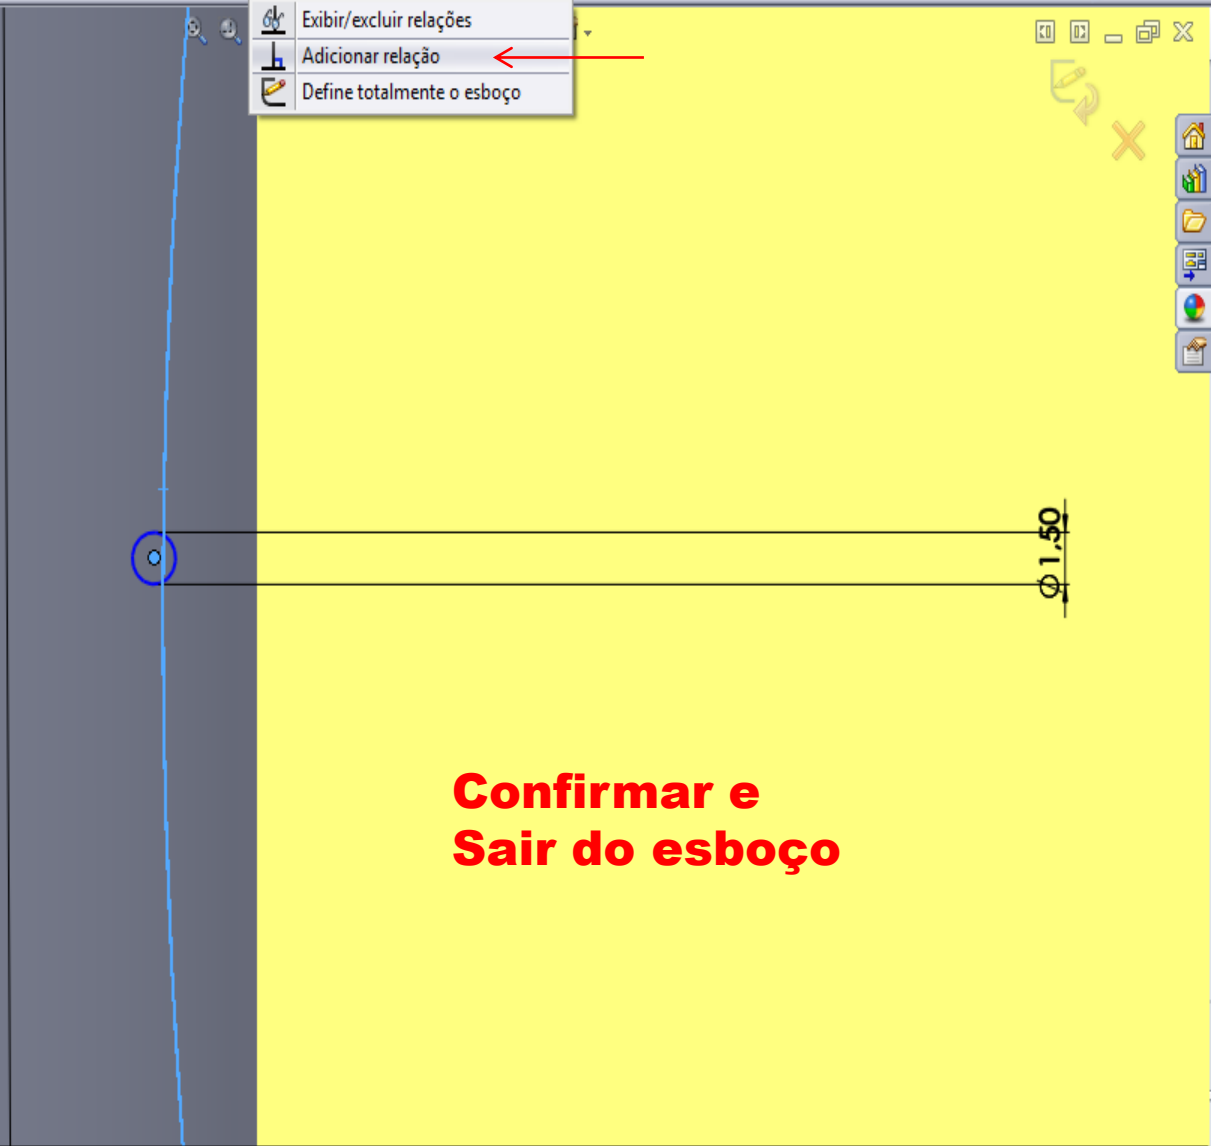 Exibir/excluir relações
Adicionar relação
Define totalmente o esboço
Ø1,50
Confirmar e
Sair do esboço